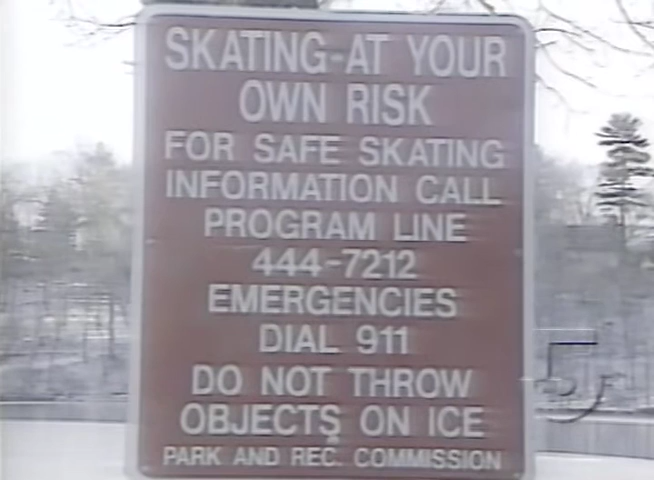 SKATING-AT YOUR
OWN RISK
FOR SAFE SKATING
INFORMATION CALL
PROGRAM LINE
444-7212
EMERGENCIES
DIAL 911
DO NOT THROW
OBJECTS ON ICE
PARK AND REC. COMMISSION
5